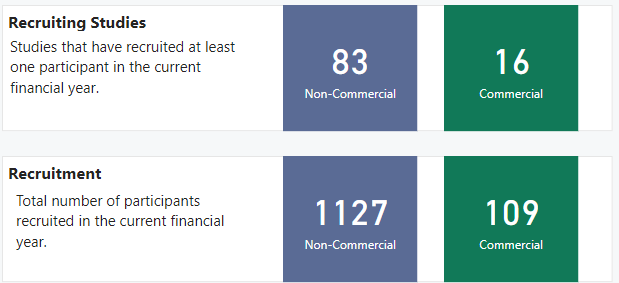 Recruiting Studies
Studies that have recruited at least
one participant in the current
financial year.
83
Non-Commercial
16
Commercial
Recruitment
Total number of participants
recruited in the current financial
year.
1127
Non-Commercial
109
Commercial